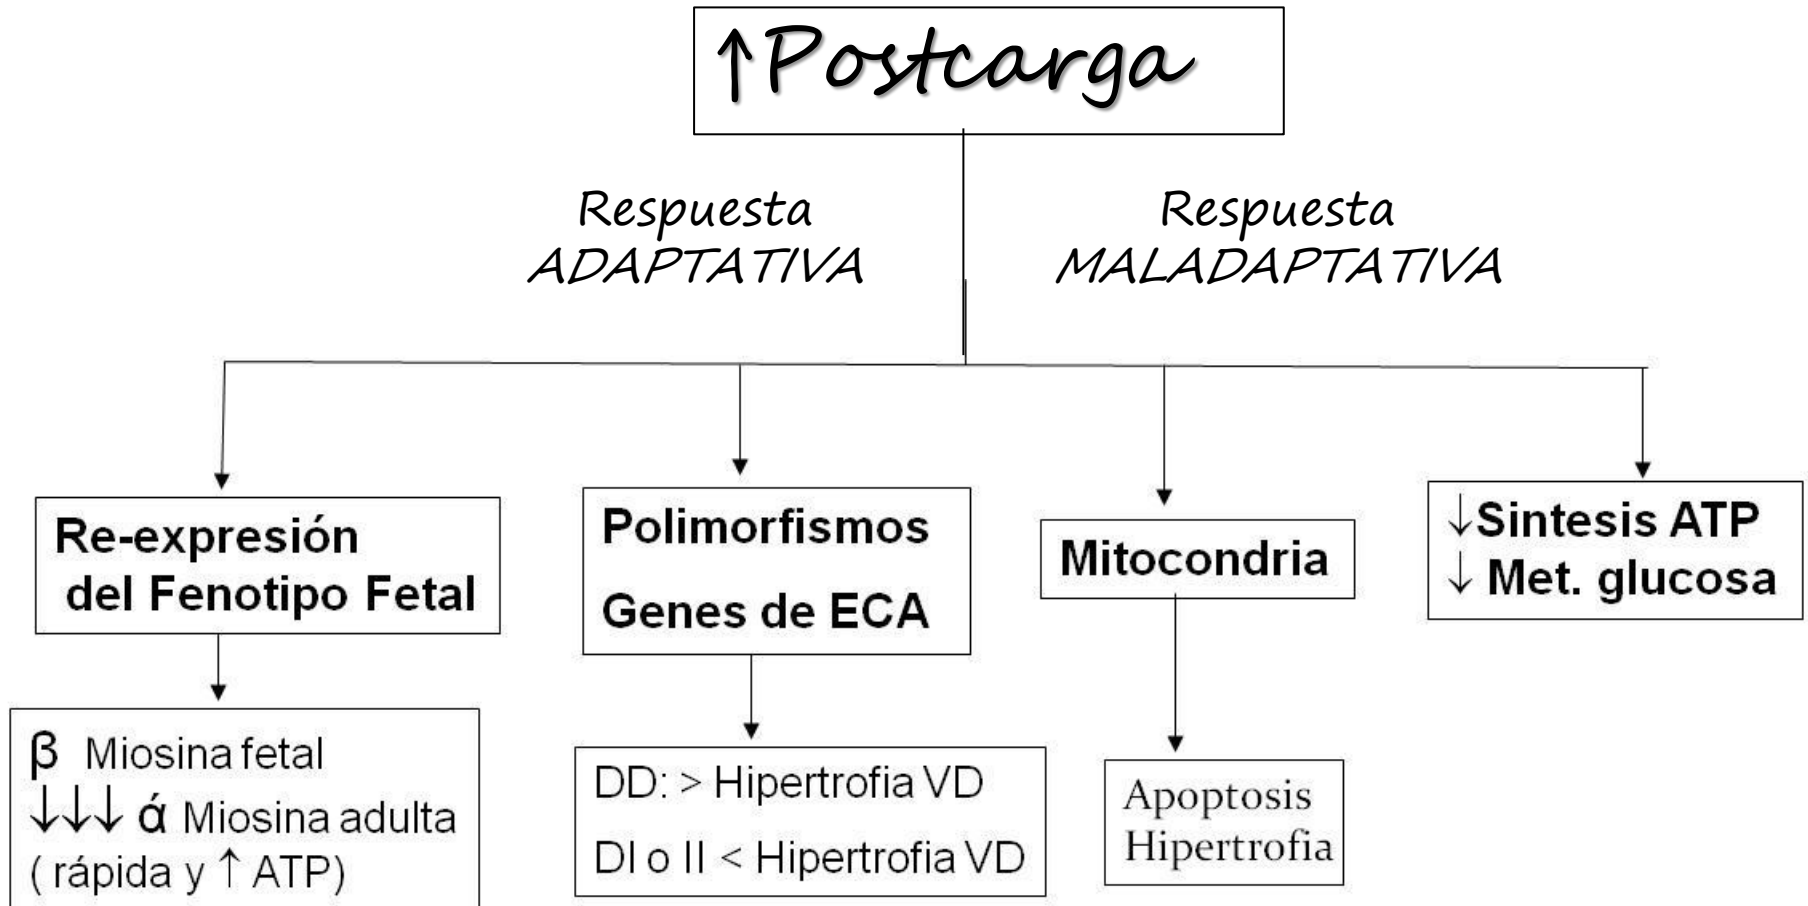 ↑Postcarga
Respuesta
ADAPTATIVA
Respuesta
MALADAPTATIVA
Re-expresión
del Fenotipo Fetal
Polimorfismos
Genes de ECA
Mitocondria
↓Sintesis ATP
↓ Met. glucosa
β Miosina fetal
↓↓↓ ά Miosina adulta
( rápida y ↑ ATP)
DD: > Hipertrofia VD
DI o II < Hipertrofia VD
Apoptosis
Hipertrofia